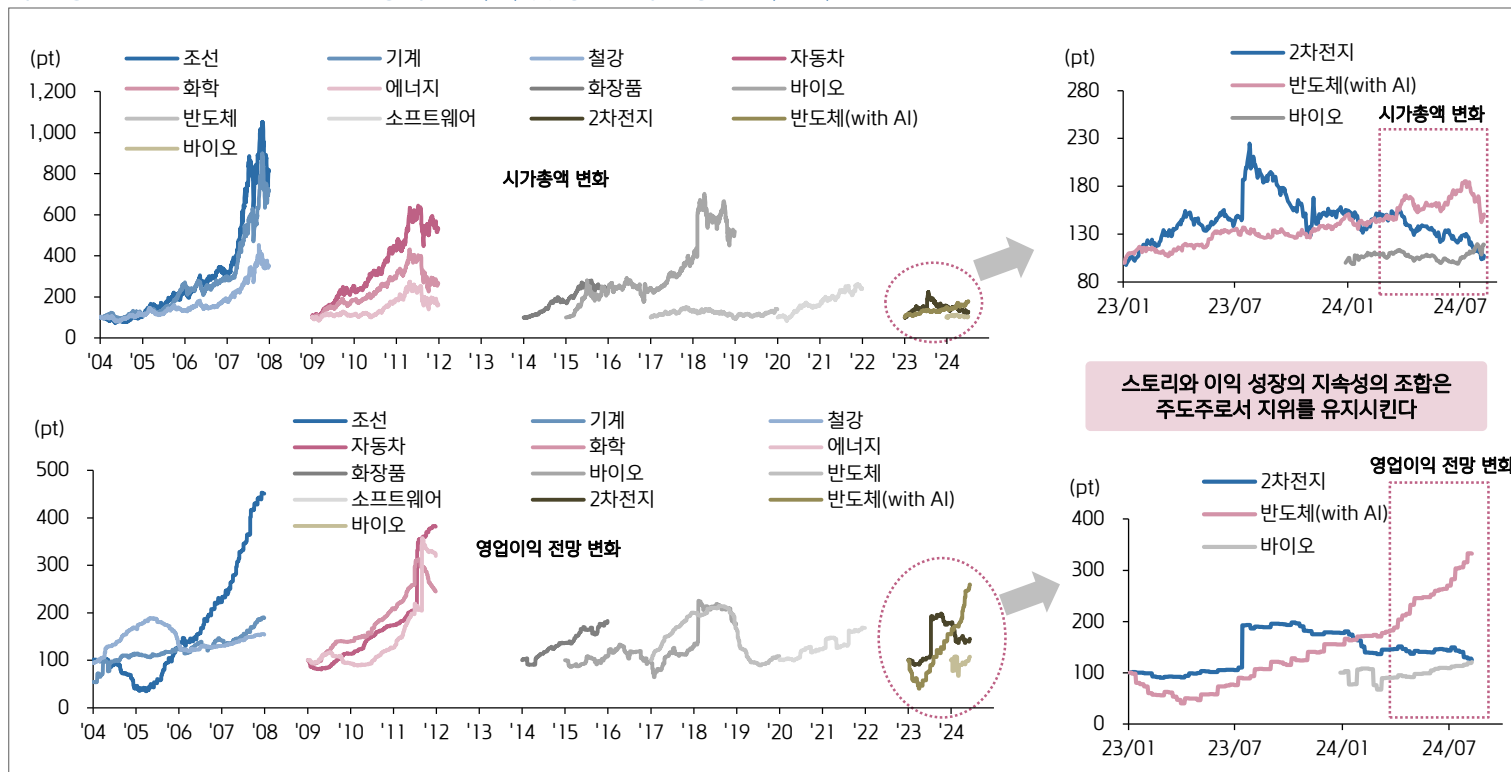 (pt)
조선
기계
철강
자동차
화학
에너지
화장품
바이오
반도체
소프트웨어
2차전지
반도체(with AI)
바이오
1,200
1,000
800
600
400
200
0
시가총액 변화
'04 '05 '06 '07 '08 '09 '10 '11 '12 '13 '14 '15 '16 '17 '18 '19 '20 '21 '22 '23 '24
(pt)
2차전지
반도체(with AI)
바이오
시가총액 변화
280
230
180
130
80
23/01 23/07 24/01 24/07
스토리와 이익 성장의 지속성의 조합은
주도주로서 지위를 유지시킨다
(pt)
조선
기계
철강
자동차
화학
에너지
화장품
바이오
반도체
소프트웨어
2차전지
반도체(with AI)
바이오
500
400
300
200
100
0
영업이익 전망 변화
'04 '05 '06 '07 '08 '09 '10 '11 '12 '13 '14 '15 '16 '17 '18 '19 '20 '21 '22 '23 '24
영업이익 전망 변화
(pt)
2차전지
반도체(with AI)
바이오
400
300
200
100
0
23/01 23/07 24/01 24/07